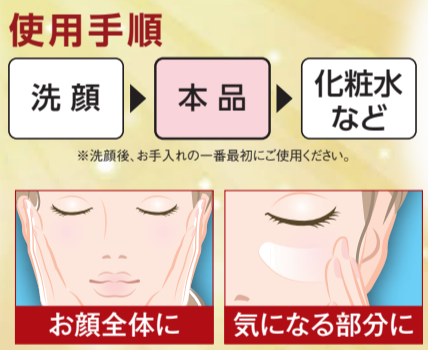 使用手順
洗顔
本品
化粧水
など
※洗顔後、お手入れの一番最初にご使用ください。
お顔全体に
気になる部分に